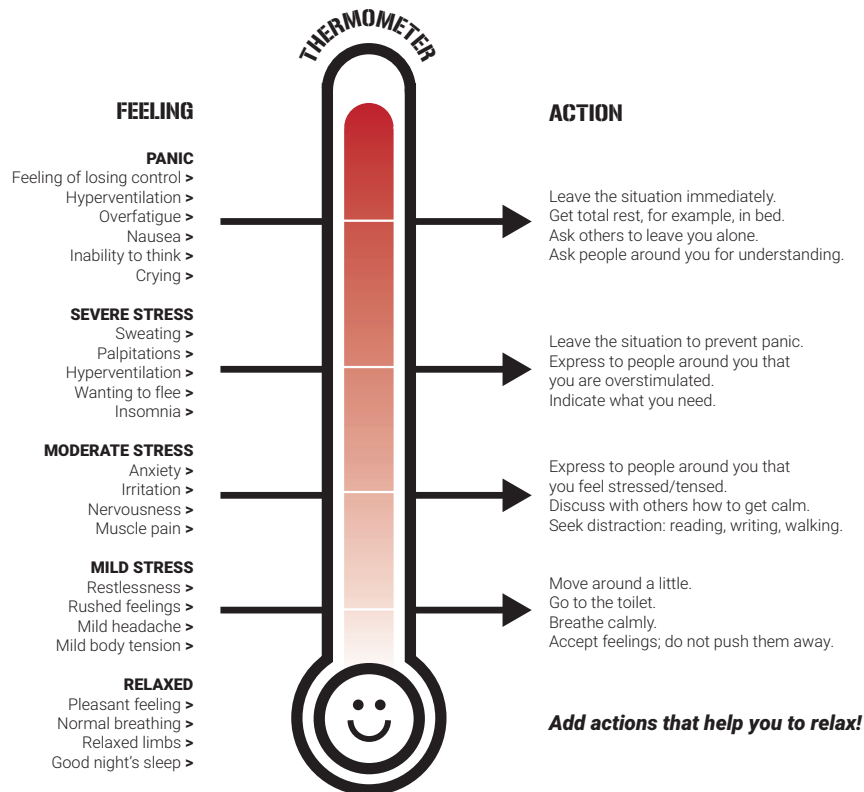 THERMOMETER
FEELING
ACTION
PANIC
Feeling of losing control >
Hyperventilation >
Overfatigue >
Nausea >
Inability to think >
Crying >
Leave the situation immediately.
Get total rest, for example, in bed.
Ask others to leave you alone.
Ask people around you for understanding.
SEVERE STRESS
Sweating >
Palpitations >
Hyperventilation >
Wanting to flee >
Insomnia >
Leave the situation to prevent panic.
Express to people around you that
you are overstimulated.
Indicate what you need.
MODERATE STRESS
Anxiety >
Irritation >
Nervousness >
Muscle pain >
Express to people around you that
you feel stressed/tensed.
Discuss with others how to get calm.
Seek distraction: reading, writing, walking.
MILD STRESS
Restlessness >
Rushed feelings >
Mild headache >
Mild body tension >
Move around a little.
Go to the toilet.
Breathe calmly.
Accept feelings; do not push them away.
RELAXED
Pleasant feeling >
Normal breathing >
Relaxed limbs >
Good night's sleep >
Add actions that help you to relax!